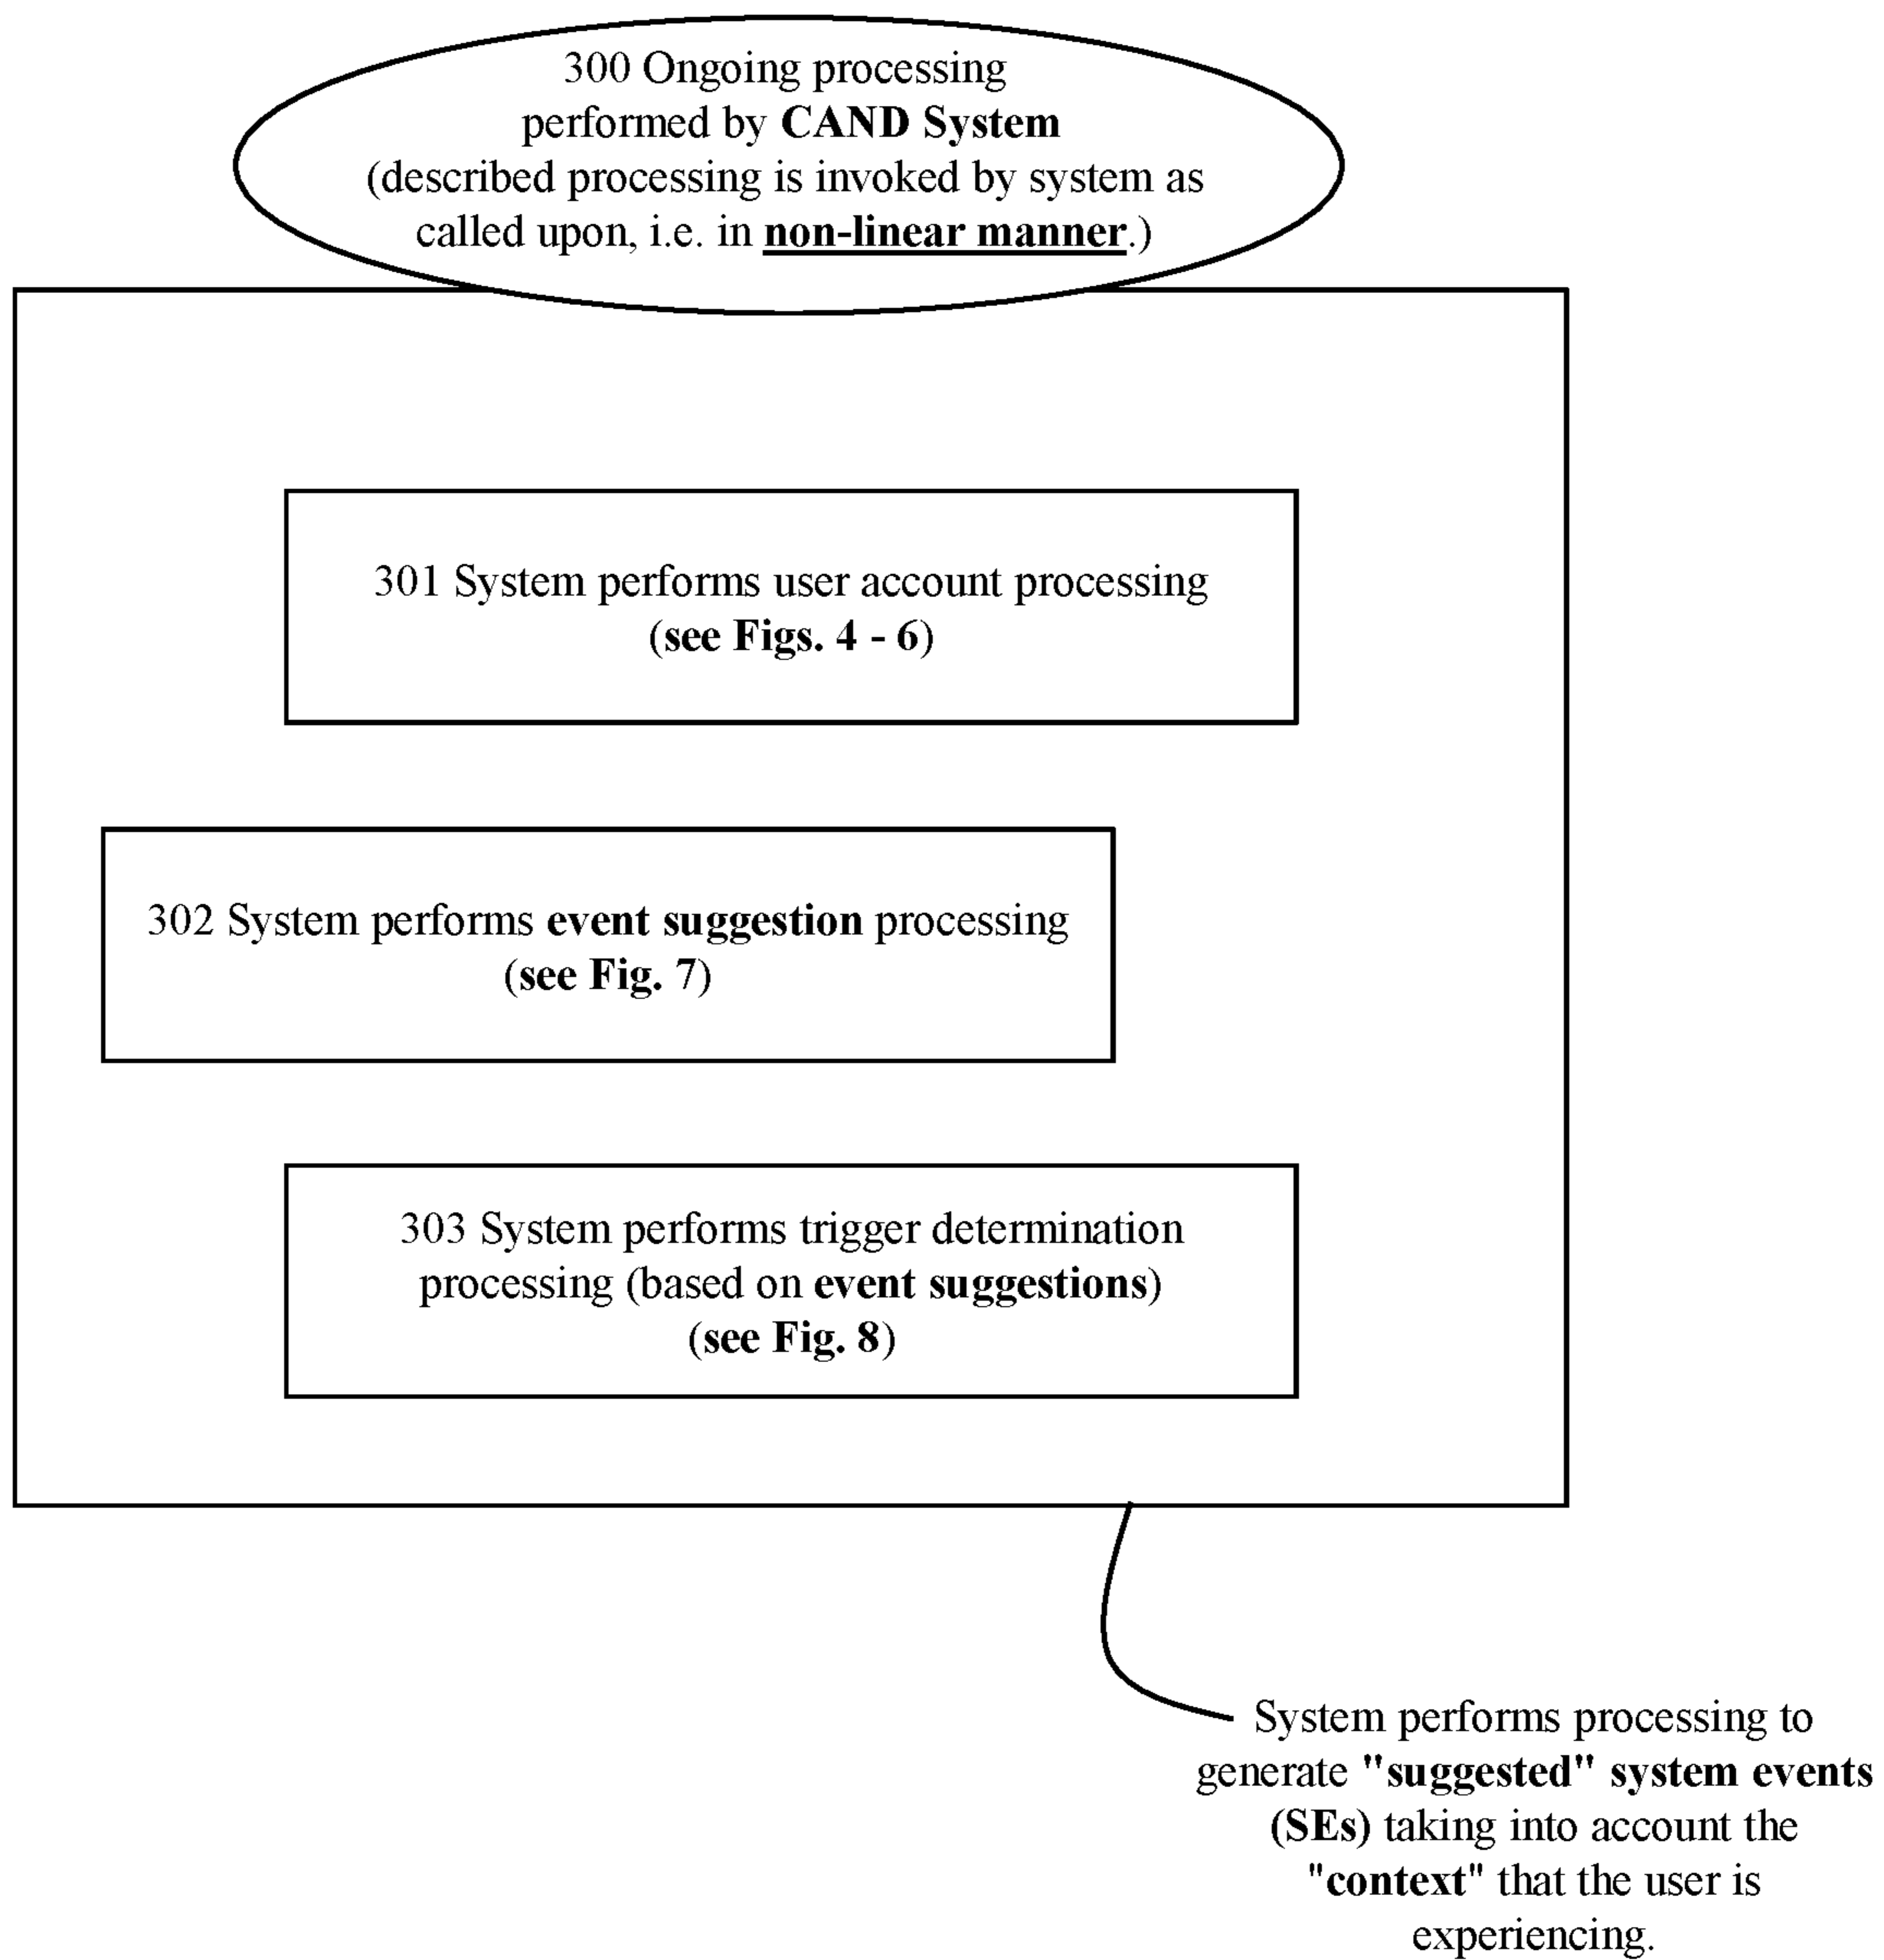 300 Ongoing processing
performed by CAND System
(described processing is invoked by system as
called upon, i.e. in non-linear manner.)
301 System performs user account processing
(see Figs. 4 - 6)
302 System performs event suggestion processing
(see Fig. 7)
303 System performs trigger determination
processing (based on event suggestions)
(see Fig. 8)
System performs processing to
generate "suggested" system events
(SEs) taking into account the
"context" that the user is
experiencing.